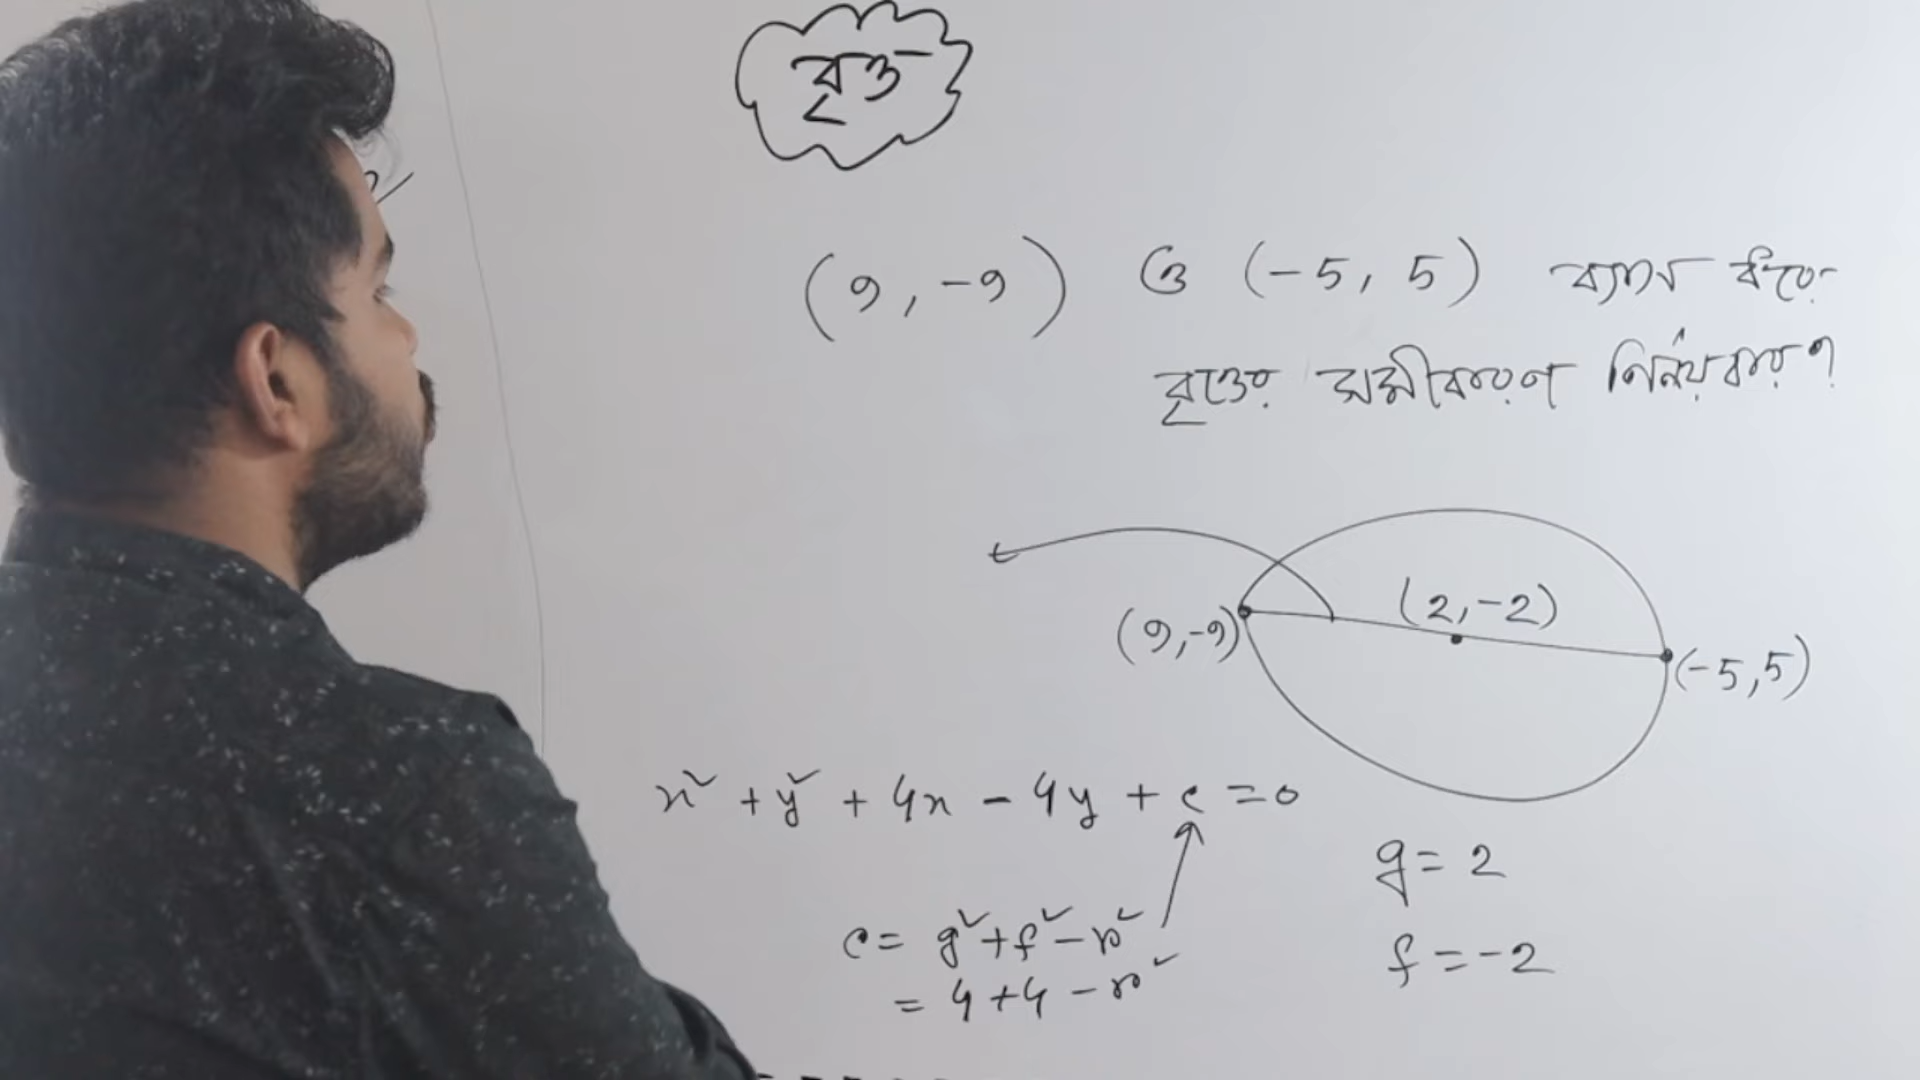 বৃত্ত
(9, -9) ও (-5, 5) ব্যাস ধরে
বৃত্তের সমীকরণ নির্ণয় কর?
(2, -2)
(9, -9)
(-5, 5)
x² + y² + 4x - 4y + c = 0
g = 2
c = g² + f² - r²
f = -2
= 4 + 4 - r²